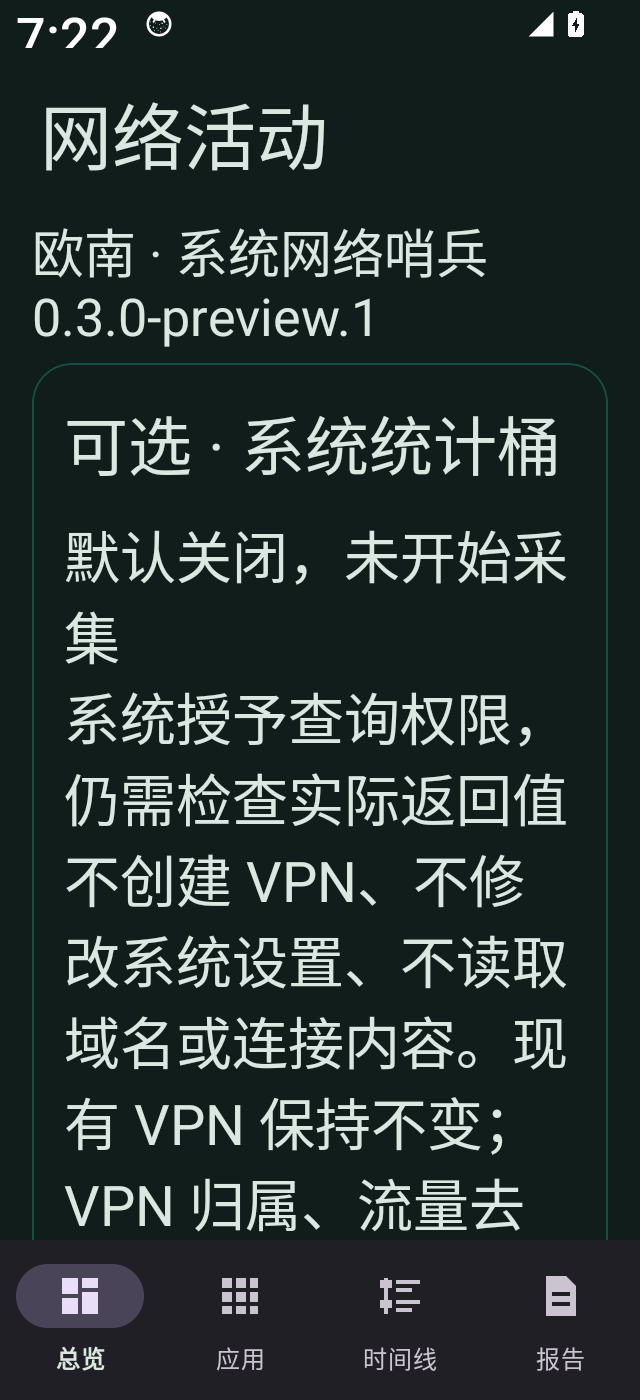 7:22
网络活动
欧南 · 系统网络哨兵
0.3.0-preview.1
可选 · 系统统计桶
默认关闭，未开始采
集
系统授予查询权限，
仍需检查实际返回值
不创建 VPN、不修
改系统设置、不读取
域名或连接内容。现
有 VPN 保持不变；
VPN 归属、流量去
总览
应用
时间线
报告